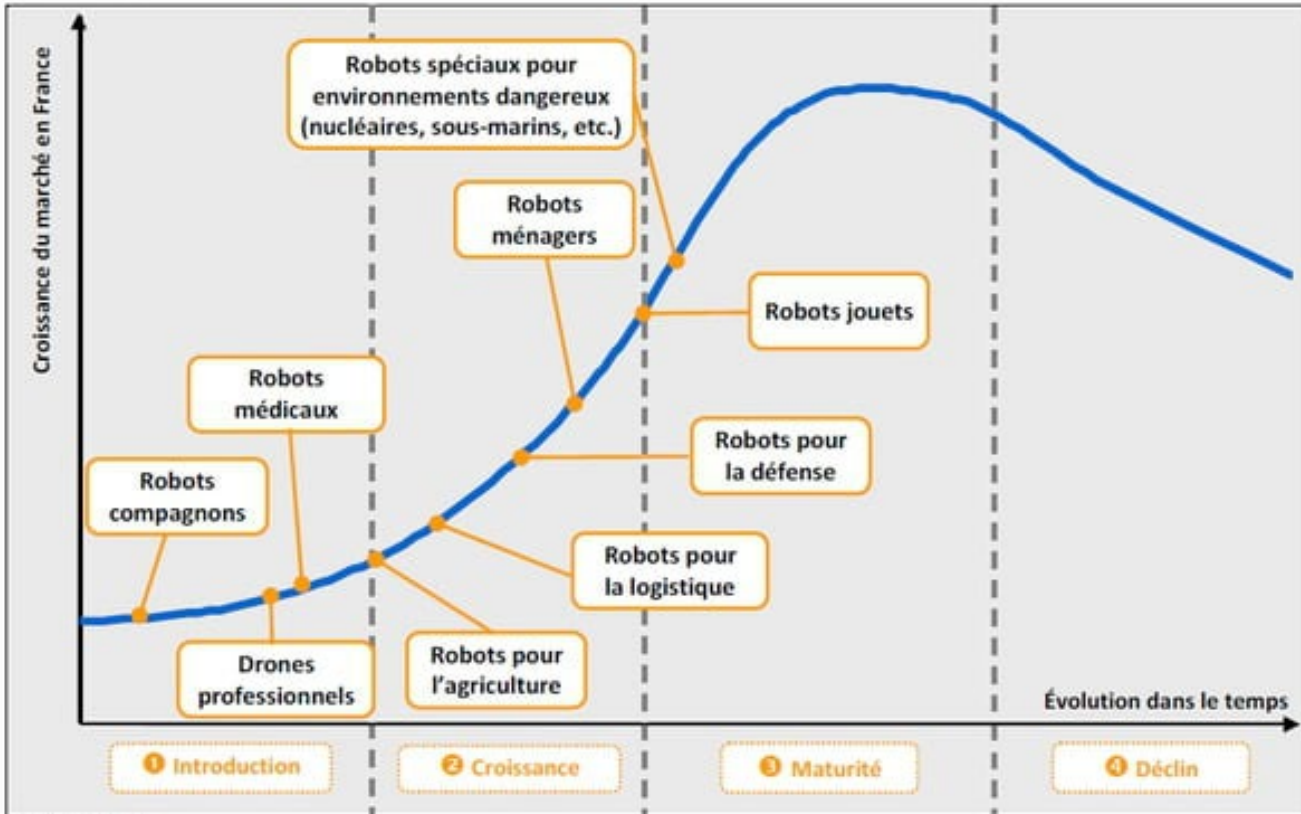 Croissance du marché en France
Robots spéciaux pour
environnements dangereux
(nucléaires, sous-marins, etc.)
Robots
ménagers
Robots jouets
Robots
médicaux
Robots pour
la défense
Robots
compagnons
Robots pour
la logistique
Drones
professionnels
Robots pour
l'agriculture
Évolution dans le temps
❶ Introduction
❷ Croissance
❸ Maturité
❹ Déclin